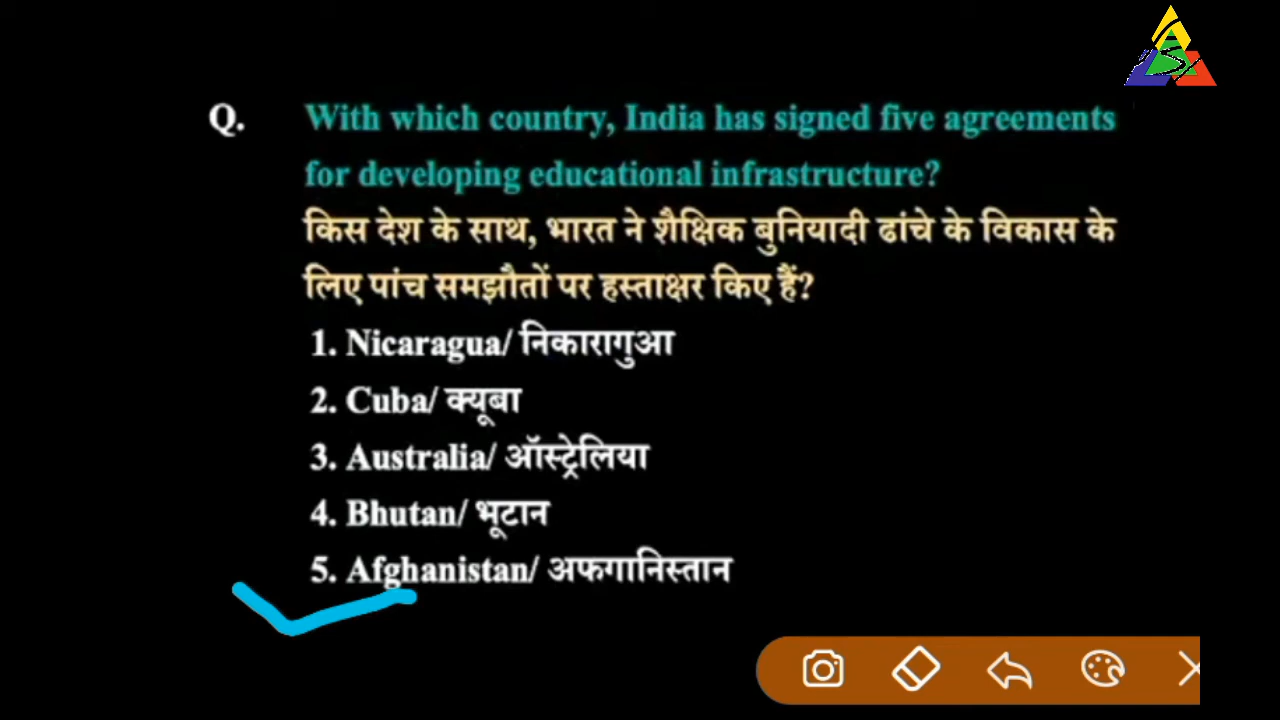 Q. With which country, India has signed five agreements
for developing educational infrastructure?
किस देश के साथ, भारत ने शैक्षिक बुनियादी ढांचे के विकास के
लिए पांच समझौतों पर हस्ताक्षर किए हैं?
1. Nicaragua/ निकारागुआ
2. Cuba/ क्यूबा
3. Australia/ ऑस्ट्रेलिया
4. Bhutan/ भूटान
5. Afghanistan/ अफगानिस्तान